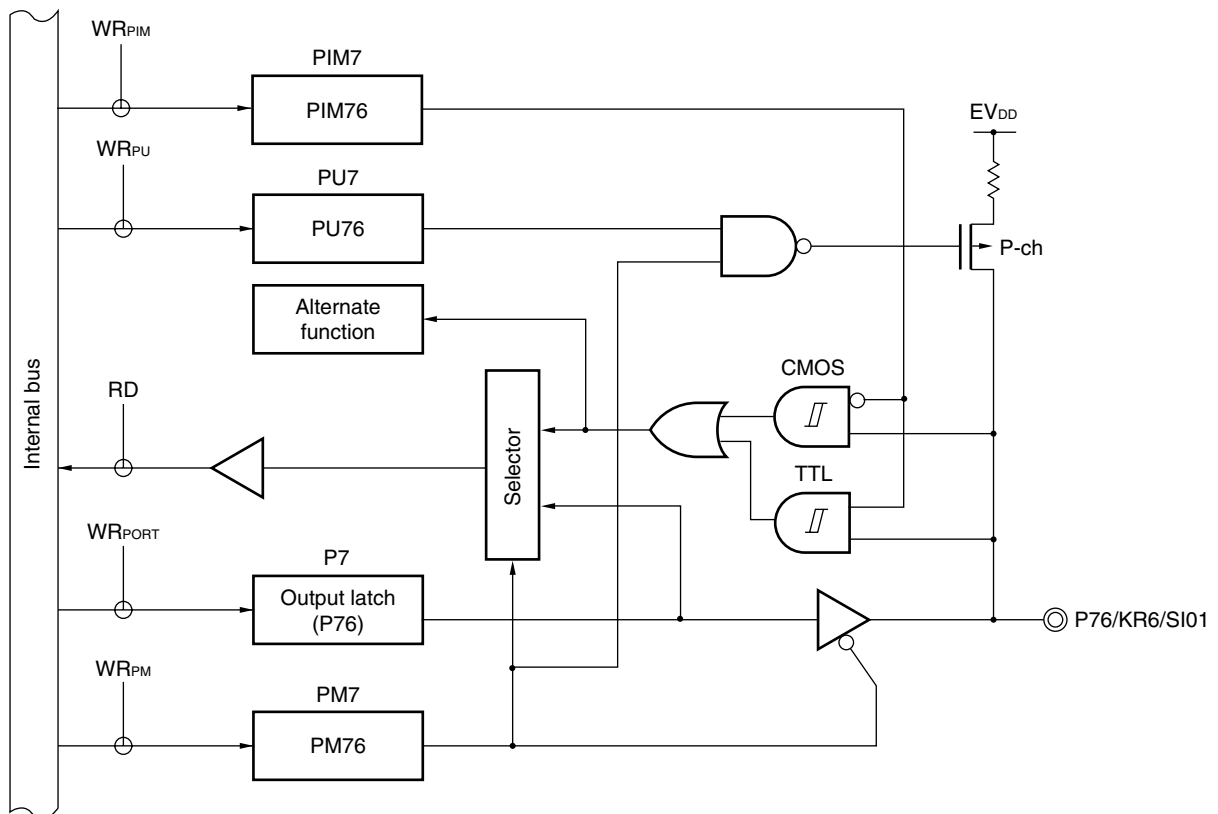 WRPIM
PIM7
PIM76
EVDD
WRPU
PU7
PU76
P-ch
Alternate
function
CMOS
Internal bus
RD
Selector
TTL
WRPORT
P7
Output latch
(P76)
P76/KR6/SI01
WRPM
PM7
PM76